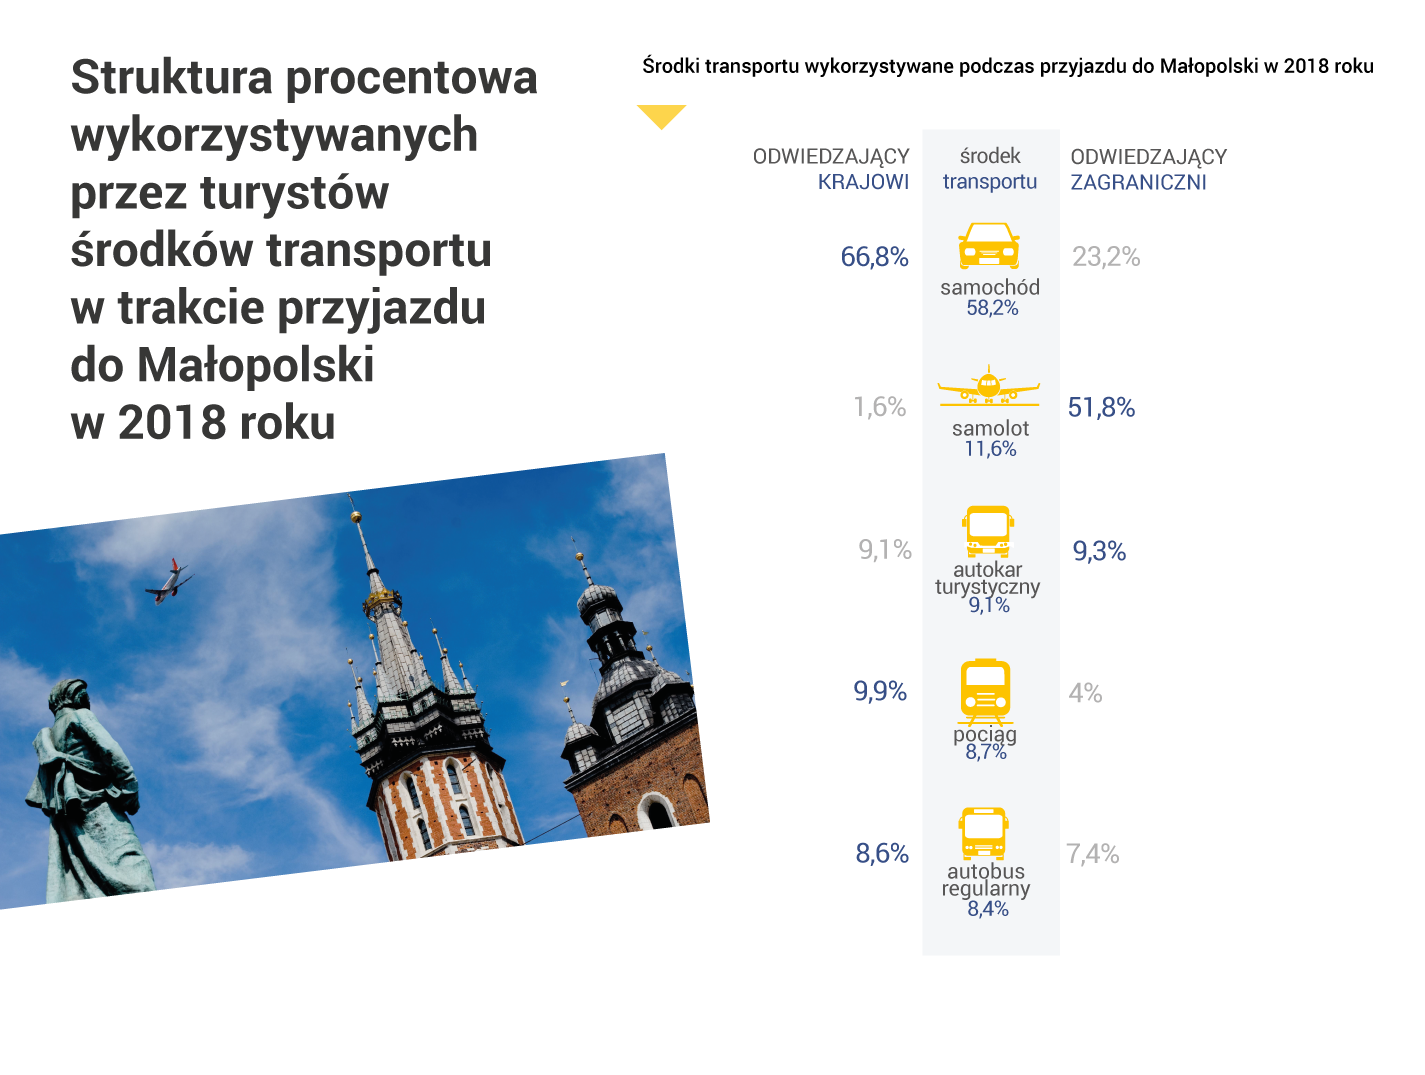 Struktura procentowa
wykorzystywanych
przez turystów
środków transportu
w trakcie przyjazdu
do Małopolski
w 2018 roku
Środki transportu wykorzystywane podczas przyjazdu do Małopolski w 2018 roku
ODWIEDZAJĄCY
KRAJOWI
środek
transportu
ODWIEDZAJĄCY
ZAGRANICZNI
66,8%
samochód
58,2%
23,2%
1,6%
samolot
11,6%
51,8%
9,1%
autokar
turystyczny
9,1%
9,3%
9,9%
pociąg
8,7%
4%
8,6%
autobus
regularny
8,4%
7,4%